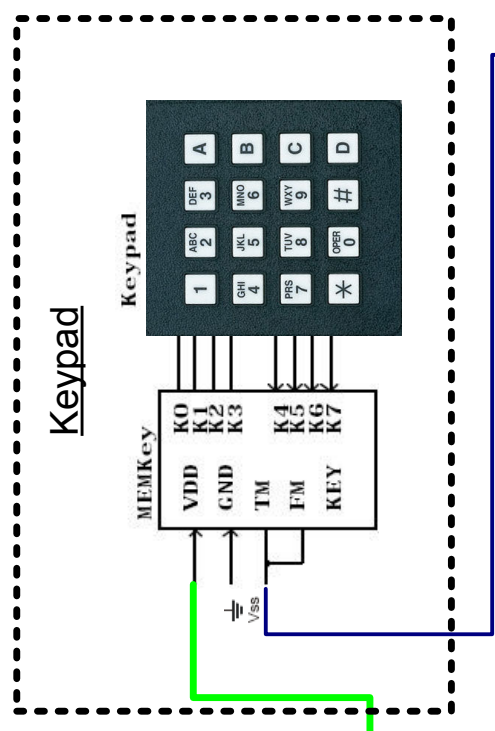 Keypad
Keypad
A
B
C
D
DEF
3
MNO
6
WXY
9
#
ABC
2
JKL
5
TUV
8
OPER
0
1
GHI
4
PRS
7
*
MEMKey
K0
K1
K2
K3
K4
K5
K6
K7
VDD
GND
TM
FM
KEY
Vss